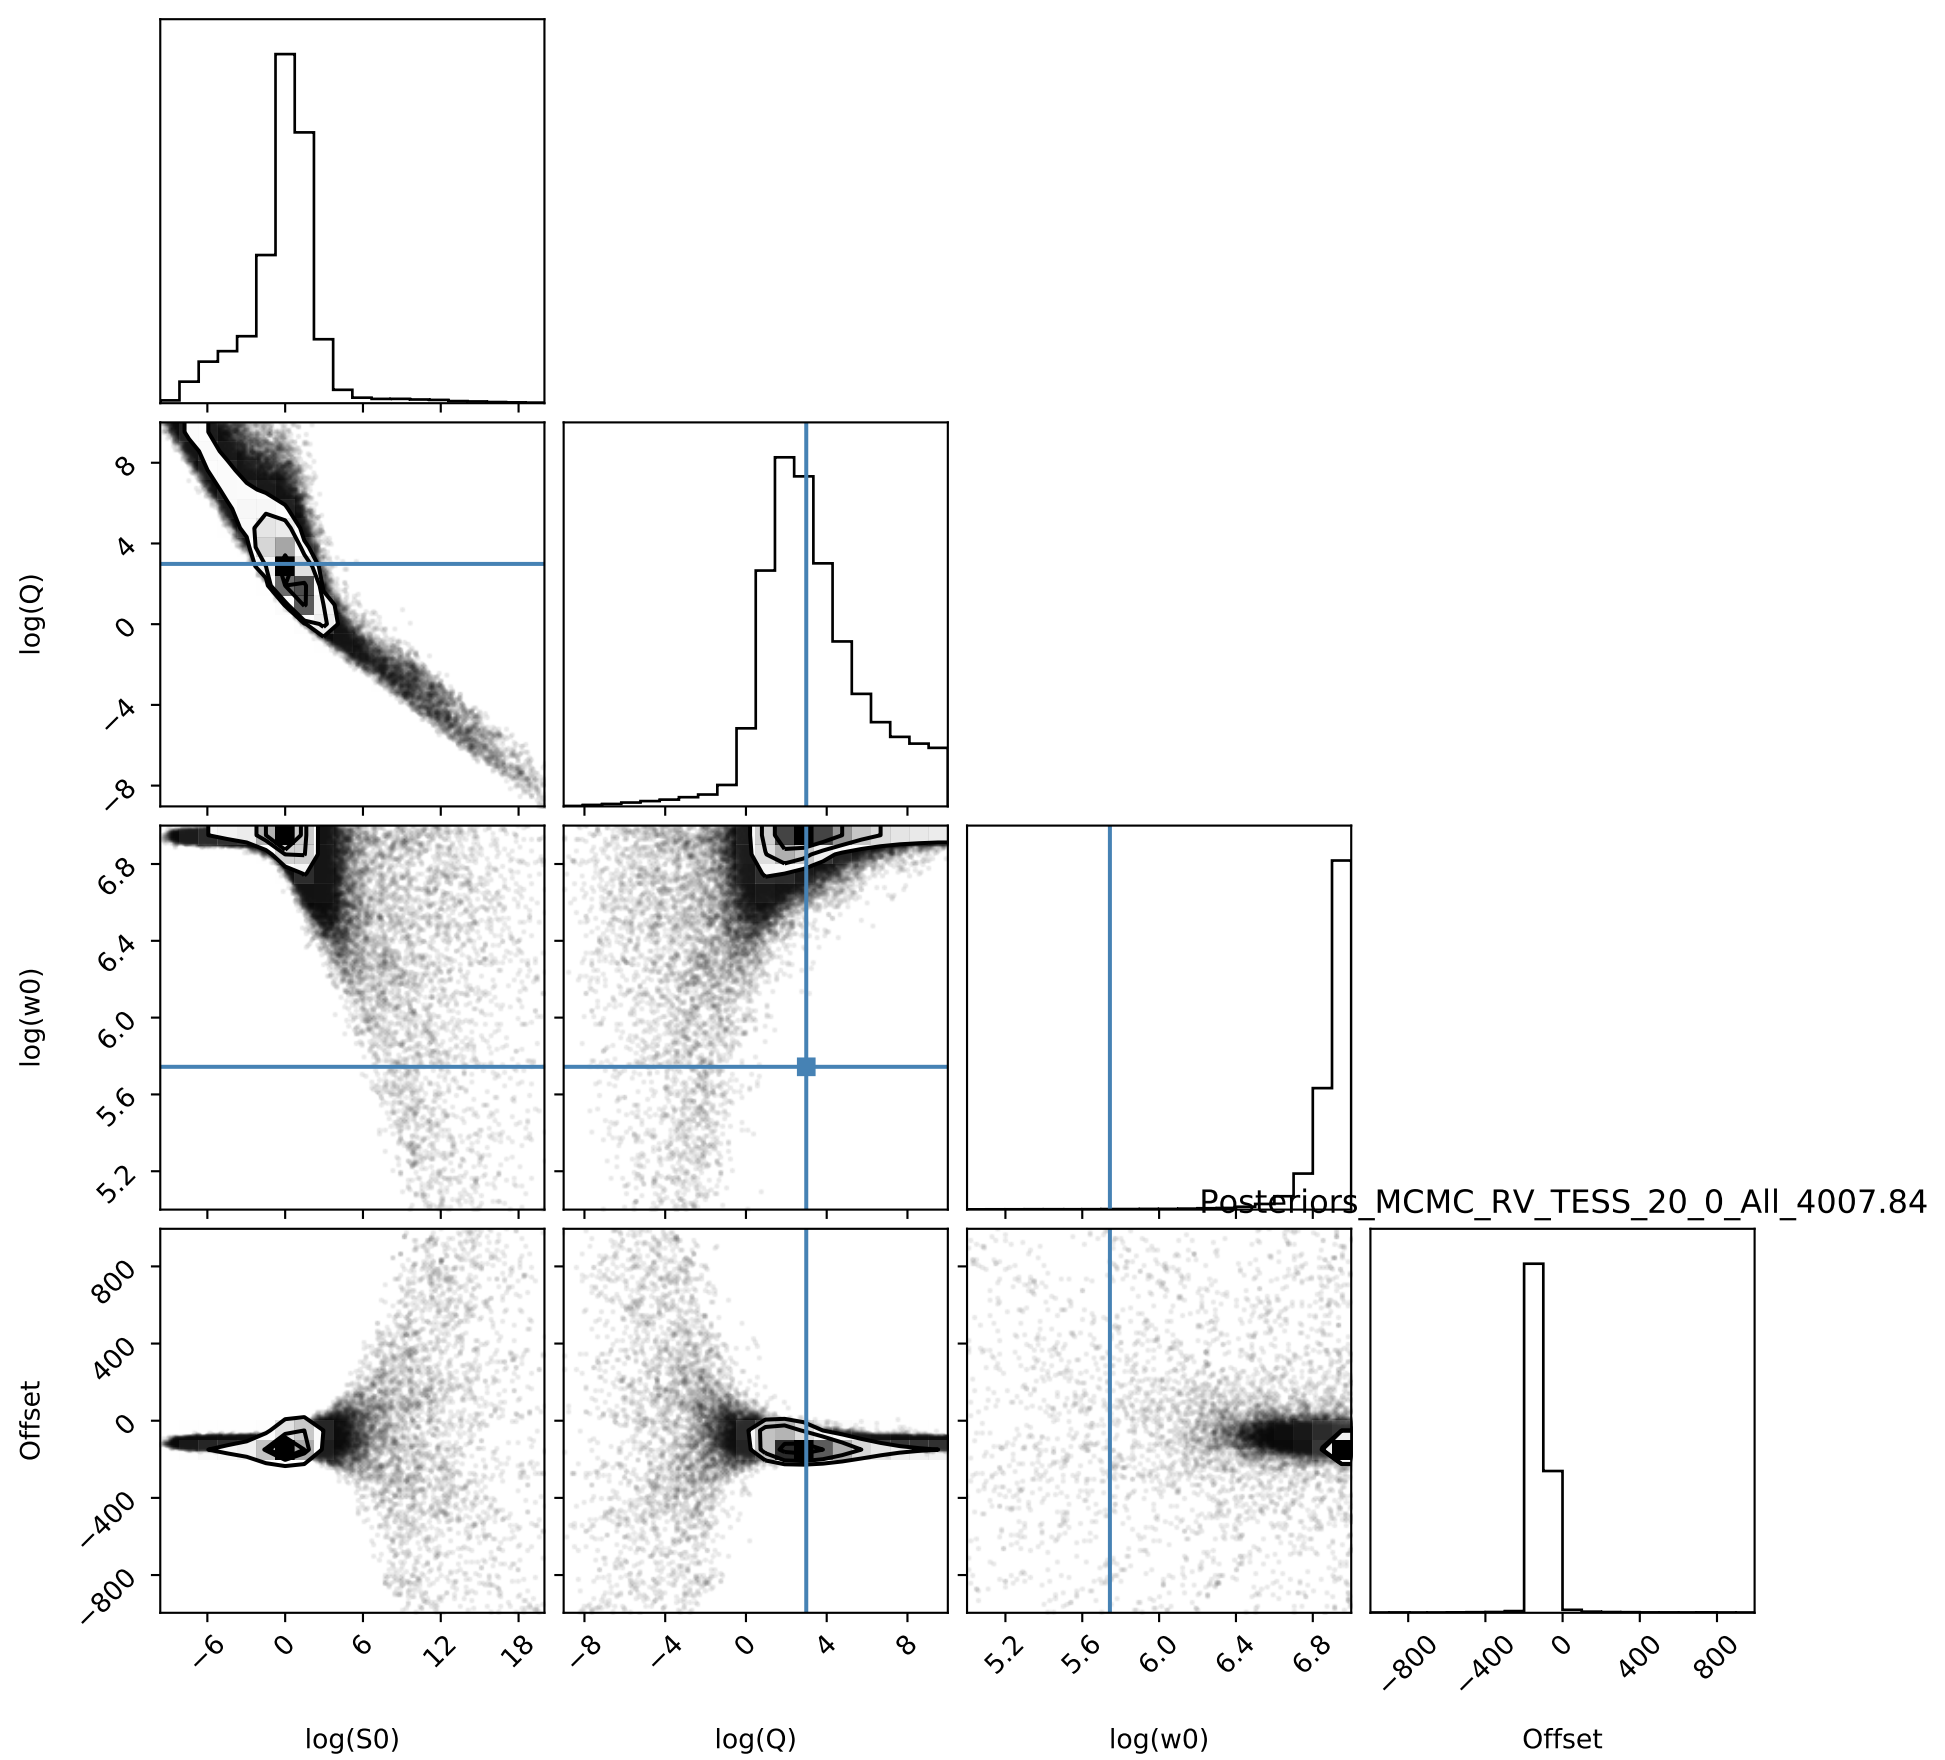 8
4
0
−4
−8
log(Q)
6.8
6.4
6.0
5.6
5.2
log(w0)
Posteriors_MCMC_RV_TESS_20_0_All_4007.84
800
400
0
−400
−800
Offset
−6 0 6 12 18
−8 −4 0 4 8
5.2 5.6 6.0 6.4 6.8
−800 −400 0 400 800
log(S0) log(Q) log(w0) Offset